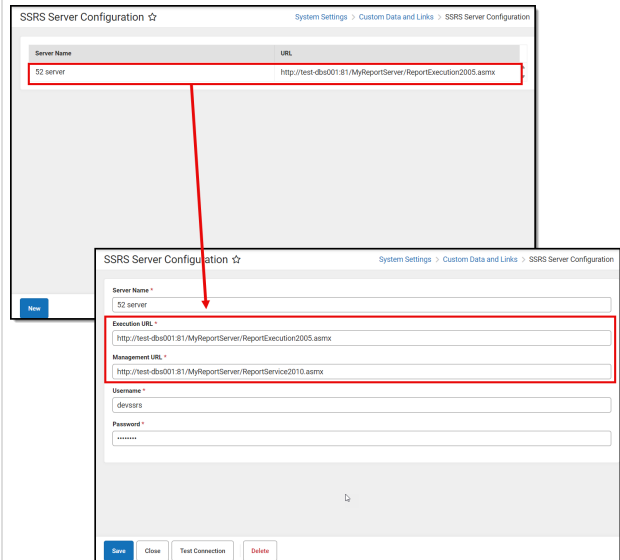 SSRS Server Configuration ☆
System Settings > Custom Data and Links > SSRS Server Configuration
Server Name URL
52 server http://test-dbs001:81/MyReportServer/ReportExecution2005.asmx
New
SSRS Server Configuration ☆
System Settings > Custom Data and Links > SSRS Server Configuration
Server Name *
52 server
Execution URL *
http://test-dbs001:81/MyReportServer/ReportExecution2005.asmx
Management URL *
http://test-dbs001:81/MyReportServer/ReportService2010.asmx
Username *
devssrs
Password *
••••••••
Save Close Test Connection Delete